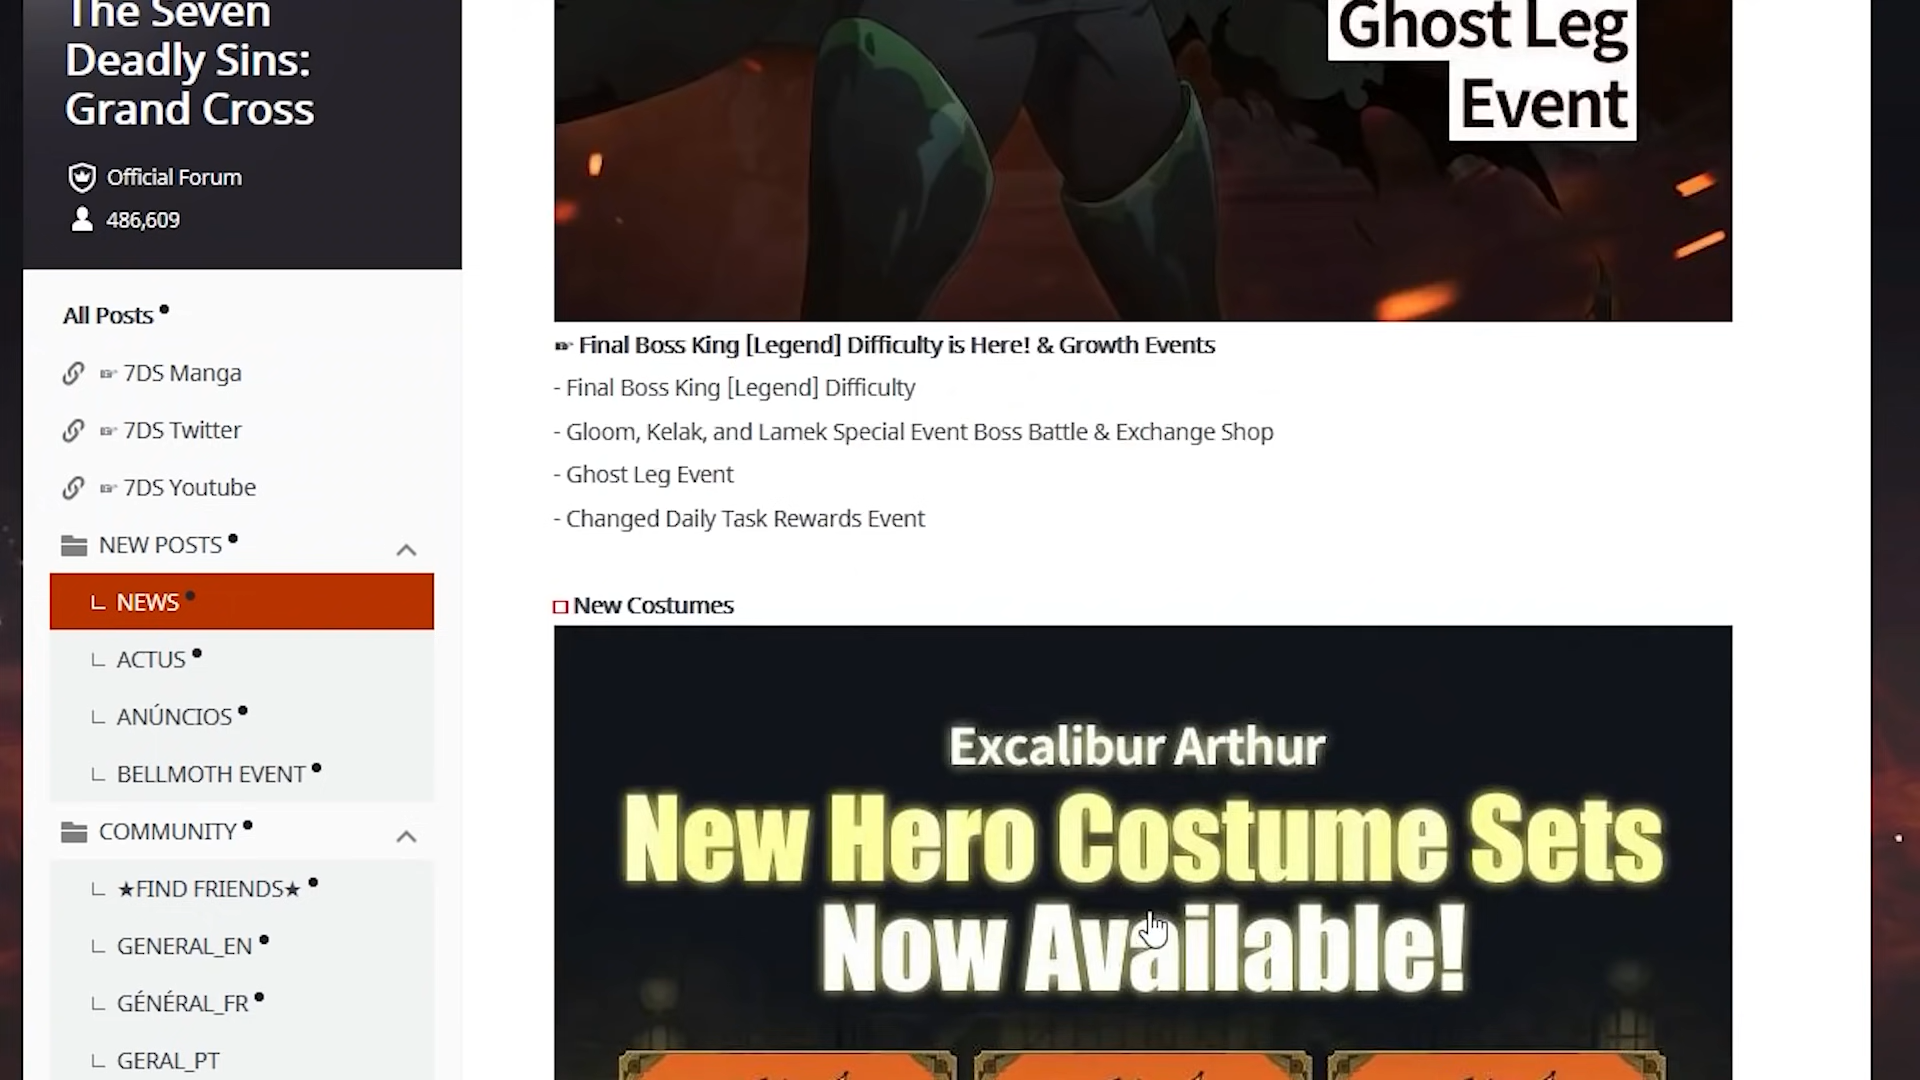 The Seven
Deadly Sins:
Grand Cross
Official Forum
486,609
All Posts
7DS Manga
7DS Twitter
7DS Youtube
NEW POSTS
NEWS
ACTUS
ANÚNCIOS
BELLMOTH EVENT
COMMUNITY
★FIND FRIENDS★
GENERAL_EN
GÉNÉRAL_FR
GERAL_PT
Ghost Leg
Event
☛ Final Boss King [Legend] Difficulty is Here! & Growth Events
- Final Boss King [Legend] Difficulty
- Gloom, Kelak, and Lamek Special Event Boss Battle & Exchange Shop
- Ghost Leg Event
- Changed Daily Task Rewards Event
New Costumes
Excalibur Arthur
New Hero Costume Sets
Now Available!